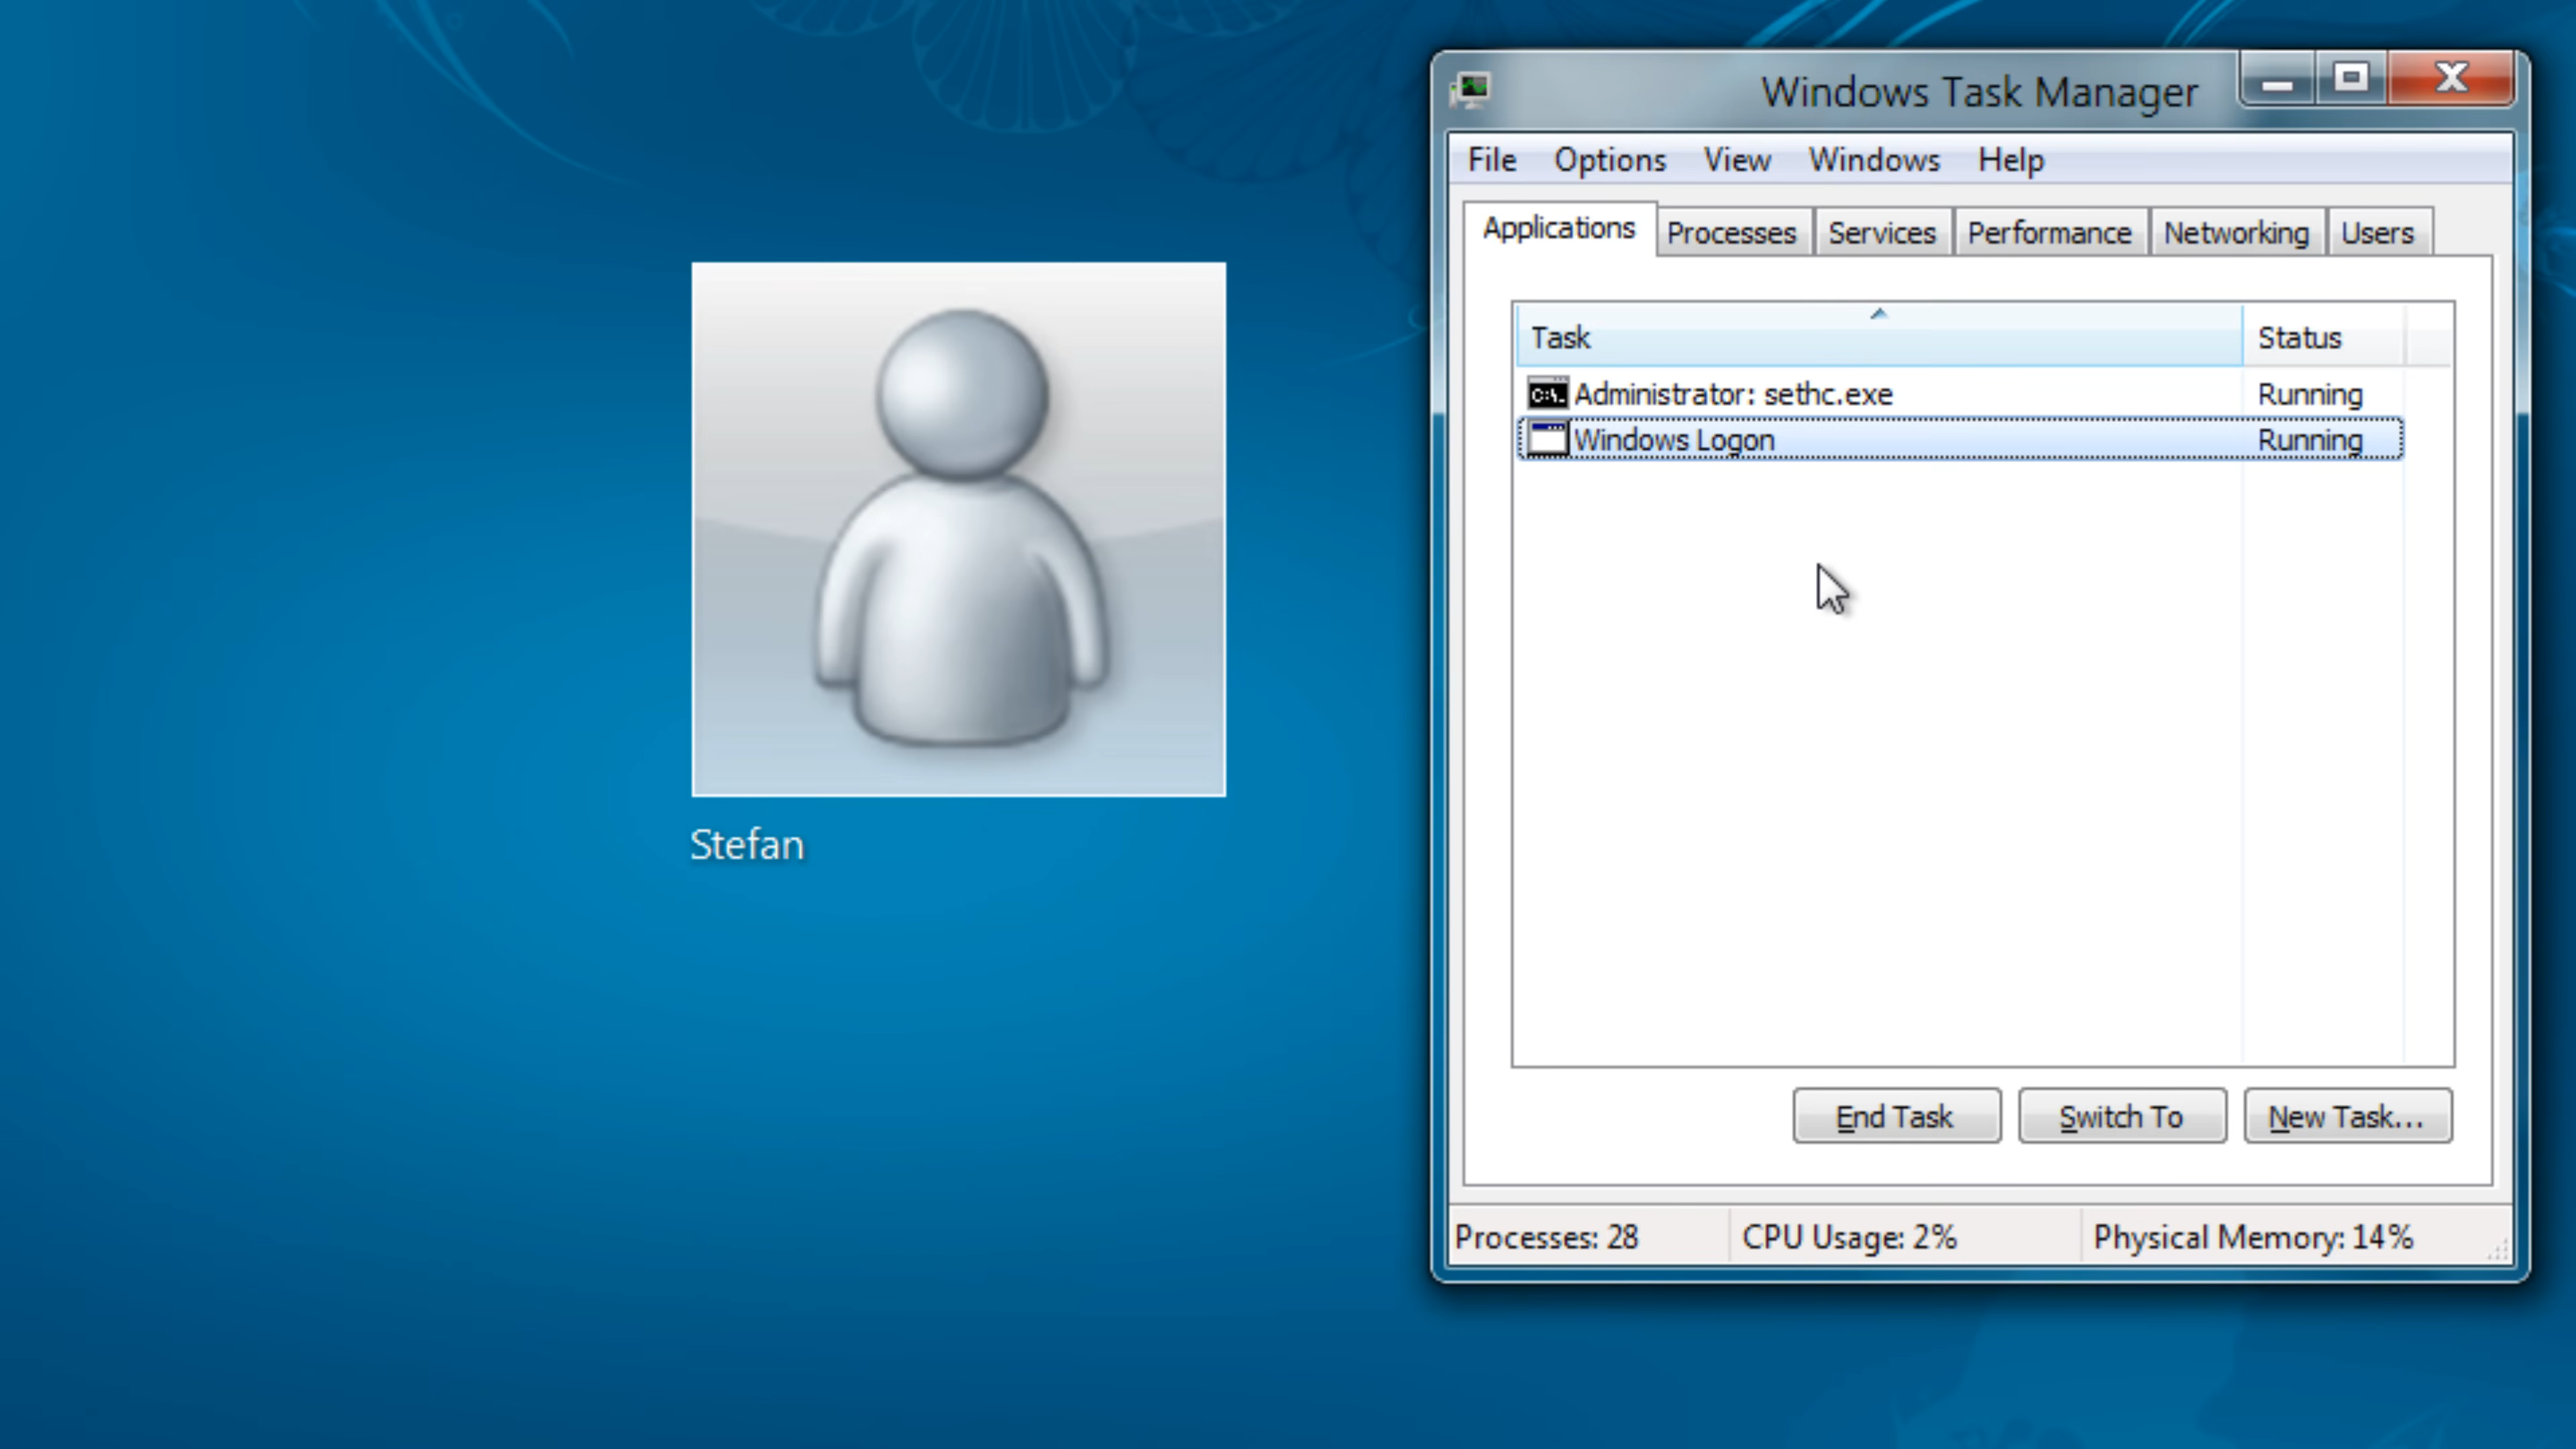 Stefan
Windows Task Manager
File Options View Windows Help
Applications Processes Services Performance Networking Users
Task Status
C:\. Administrator: sethc.exe Running
Windows Logon Running
End Task Switch To New Task...
Processes: 28 CPU Usage: 2% Physical Memory: 14%